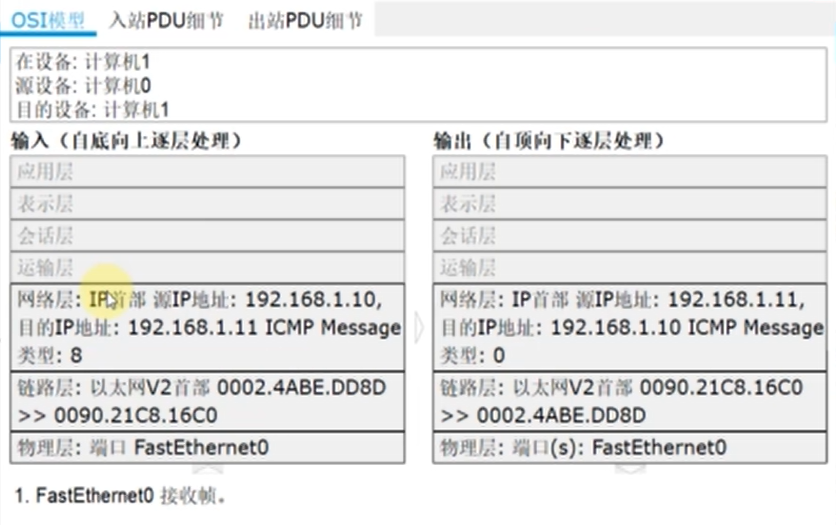 OSI模型 入站PDU细节 出站PDU细节
在设备: 计算机1
源设备: 计算机0
目的设备: 计算机1
输入（自底向上逐层处理）
应用层
表示层
会话层
运输层
网络层: IP首部 源IP地址: 192.168.1.10,
目的IP地址: 192.168.1.11 ICMP Message
类型: 8
链路层: 以太网V2首部 0002.4ABE.DD8D
>> 0090.21C8.16C0
物理层: 端口 FastEthernet0
输出（自顶向下逐层处理）
应用层
表示层
会话层
运输层
网络层: IP首部 源IP地址: 192.168.1.11,
目的IP地址: 192.168.1.10 ICMP Message
类型: 0
链路层: 以太网V2首部 0090.21C8.16C0
>> 0002.4ABE.DD8D
物理层: 端口(s): FastEthernet0
1. FastEthernet0 接收帧。